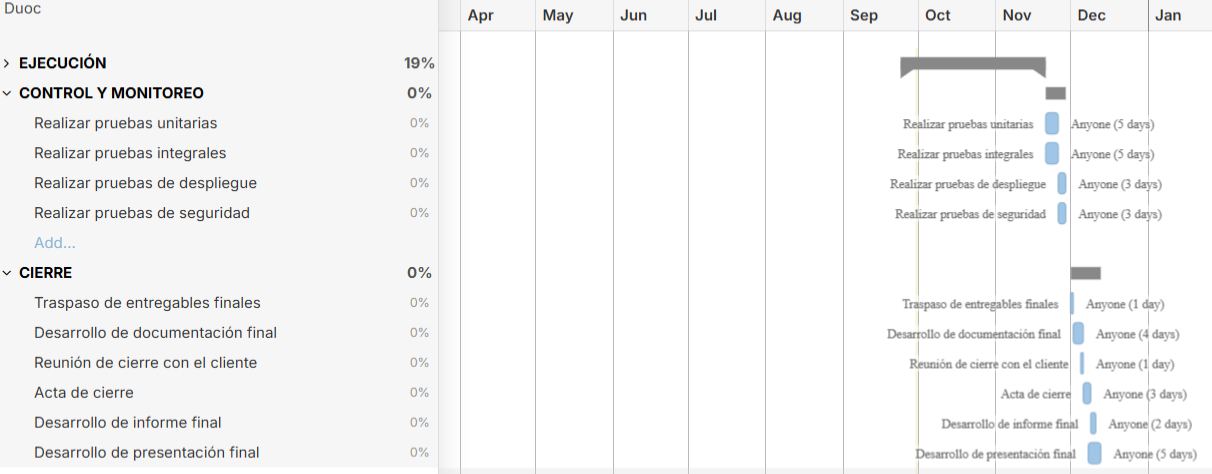 Duoc Apr May Jun Jul Aug Sep Oct Nov Dec Jan
EJECUCIÓN 19%
CONTROL Y MONITOREO 0%
Realizar pruebas unitarias 0% Realizar pruebas unitarias Anyone (5 days)
Realizar pruebas integrales 0% Realizar pruebas integrales Anyone (5 days)
Realizar pruebas de despliegue 0% Realizar pruebas de despliegue Anyone (3 days)
Realizar pruebas de seguridad 0% Realizar pruebas de seguridad Anyone (3 days)
Add...
CIERRE 0%
Traspaso de entregables finales 0% Traspaso de entregables finales Anyone (1 day)
Desarrollo de documentación final 0% Desarrollo de documentación final Anyone (4 days)
Reunión de cierre con el cliente 0% Reunión de cierre con el cliente Anyone (1 day)
Acta de cierre 0% Acta de cierre Anyone (3 days)
Desarrollo de informe final 0% Desarrollo de informe final Anyone (2 days)
Desarrollo de presentación final 0% Desarrollo de presentación final Anyone (5 days)